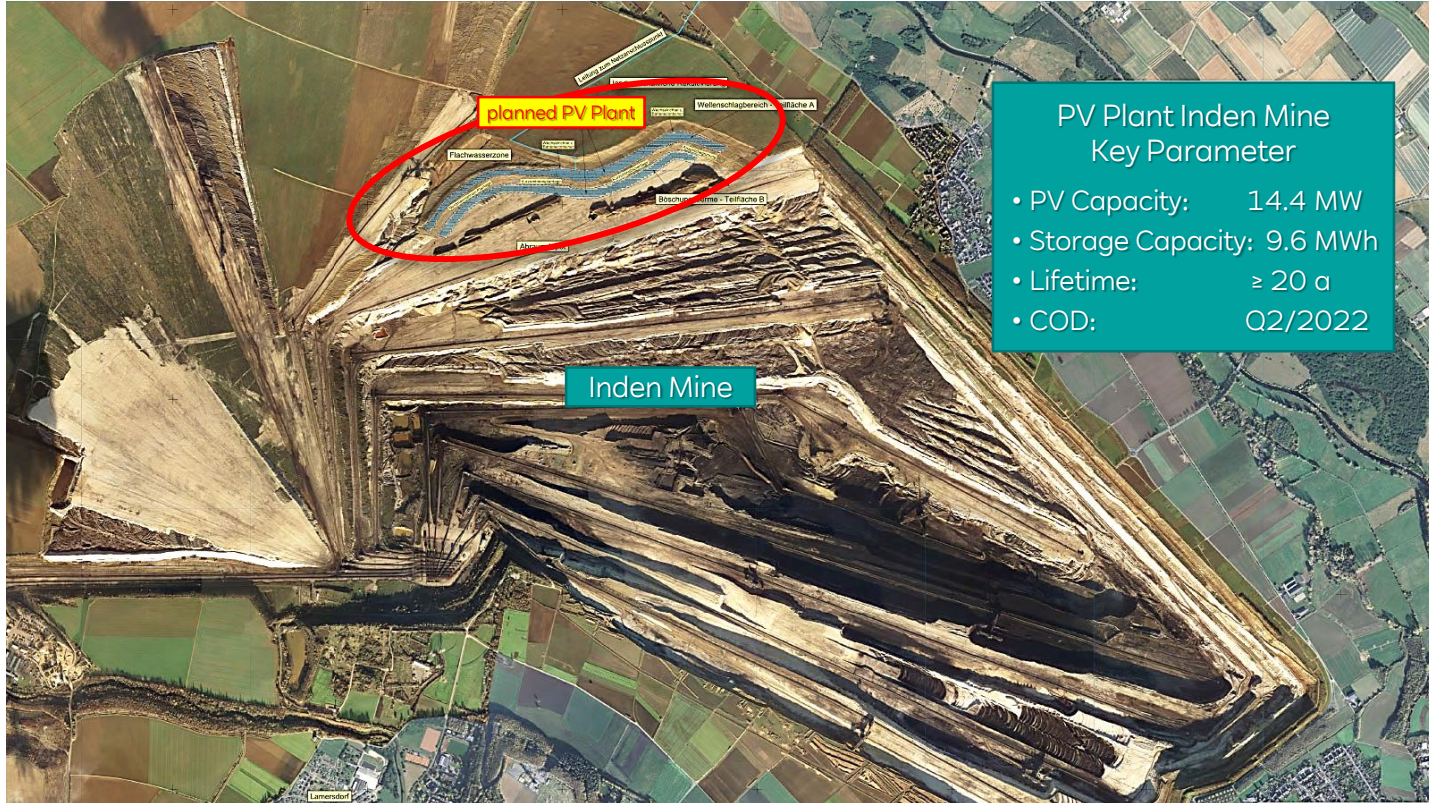 Leitung zum Netzanschlusspunkt
planned PV Plant
Wellenschlagbereich - Teilfläche A
Flachwasserzone
Böschung
Teilfläche B
PV Plant Inden Mine
Key Parameter
• PV Capacity: 14.4 MW
• Storage Capacity: 9.6 MWh
• Lifetime: ≥ 20 a
• COD: Q2/2022
Inden Mine
Lamersdorf